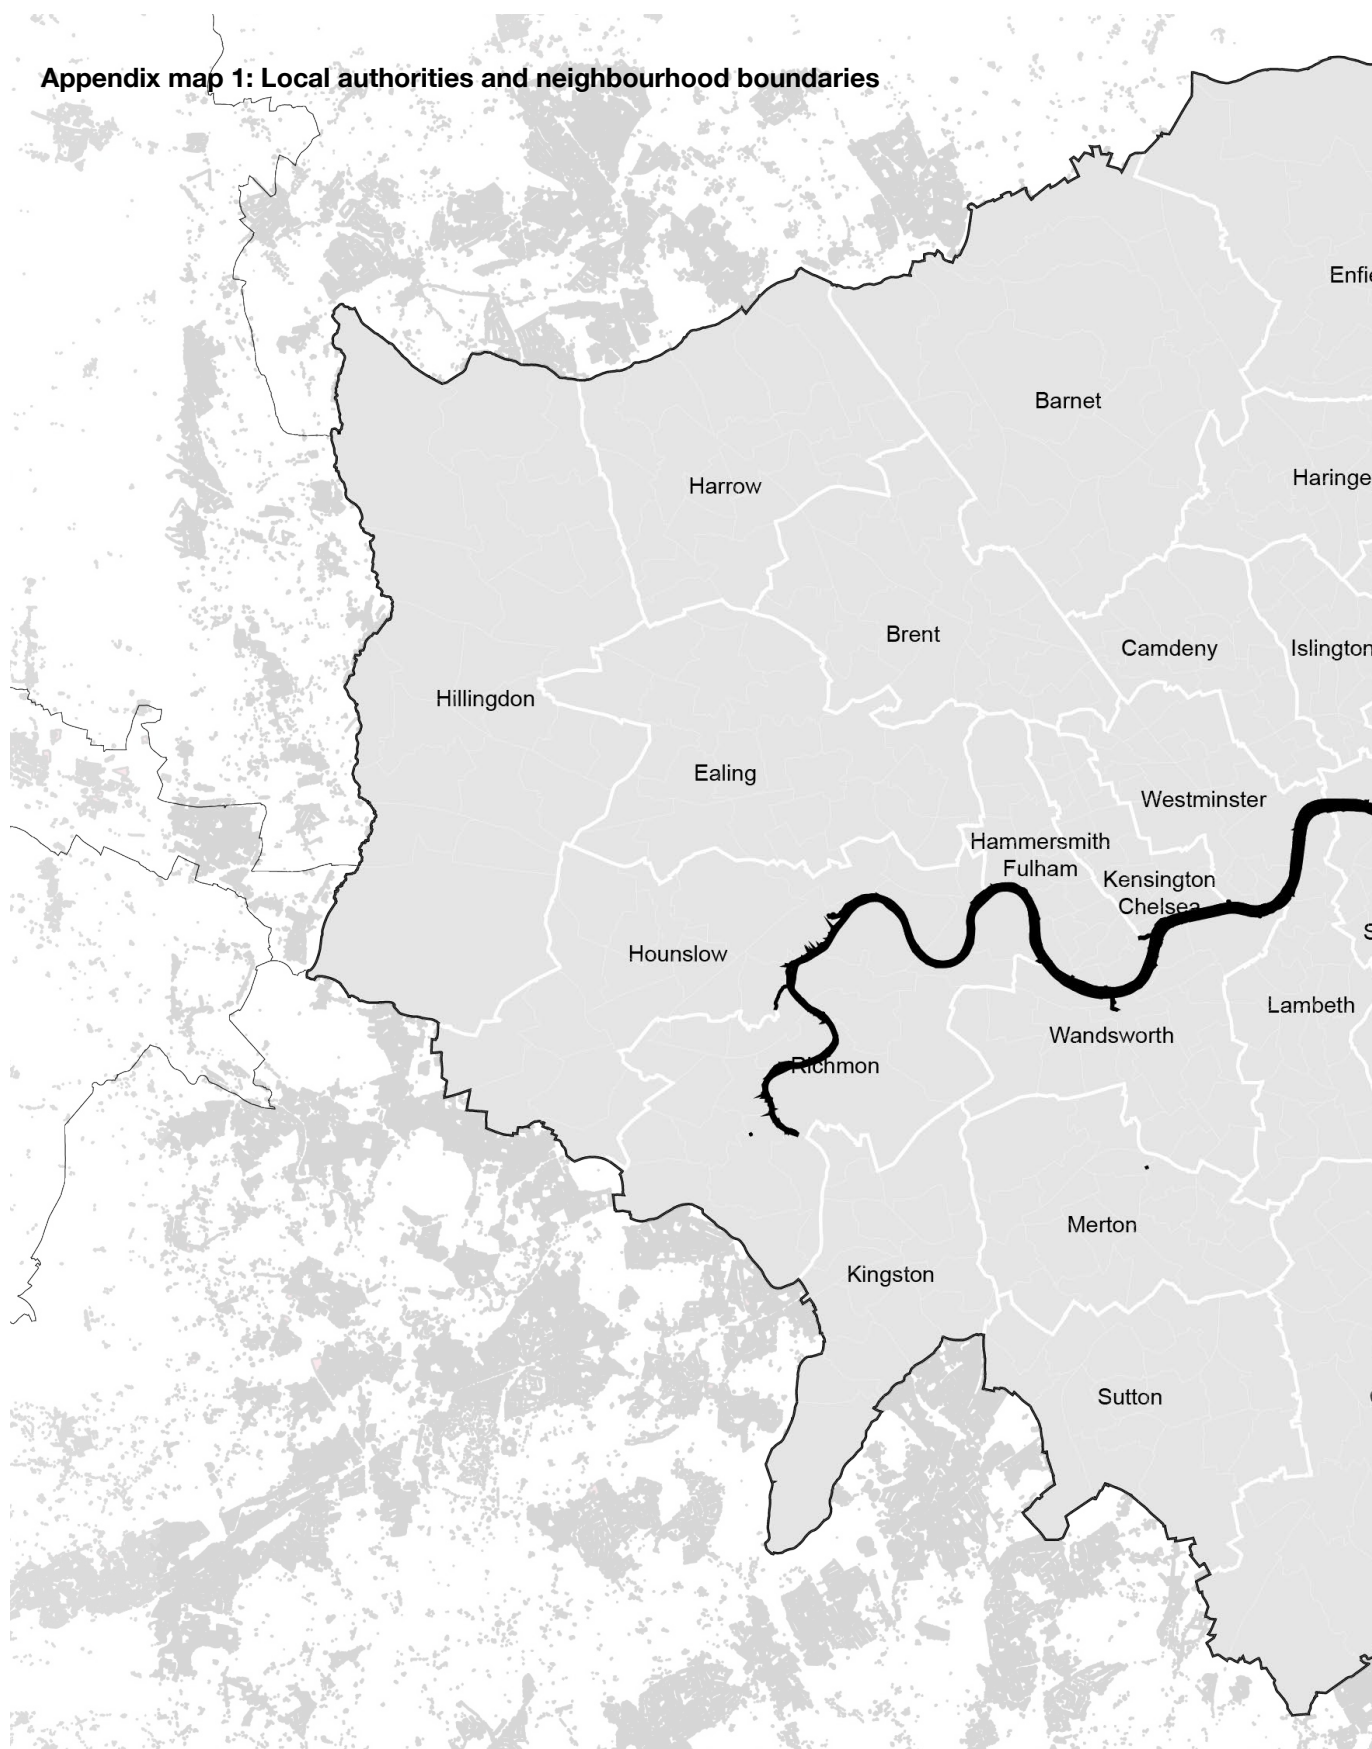 Appendix map 1: Local authorities and neighbourhood boundaries
Enfie
Barnet
Haringe
Harrow
Brent
Camdeny
Islington
Hillingdon
Ealing
Westminster
Hammersmith
Fulham
Kensington
Chelsea
S
Hounslow
Lambeth
Wandsworth
Richmon
Merton
Kingston
Sutton